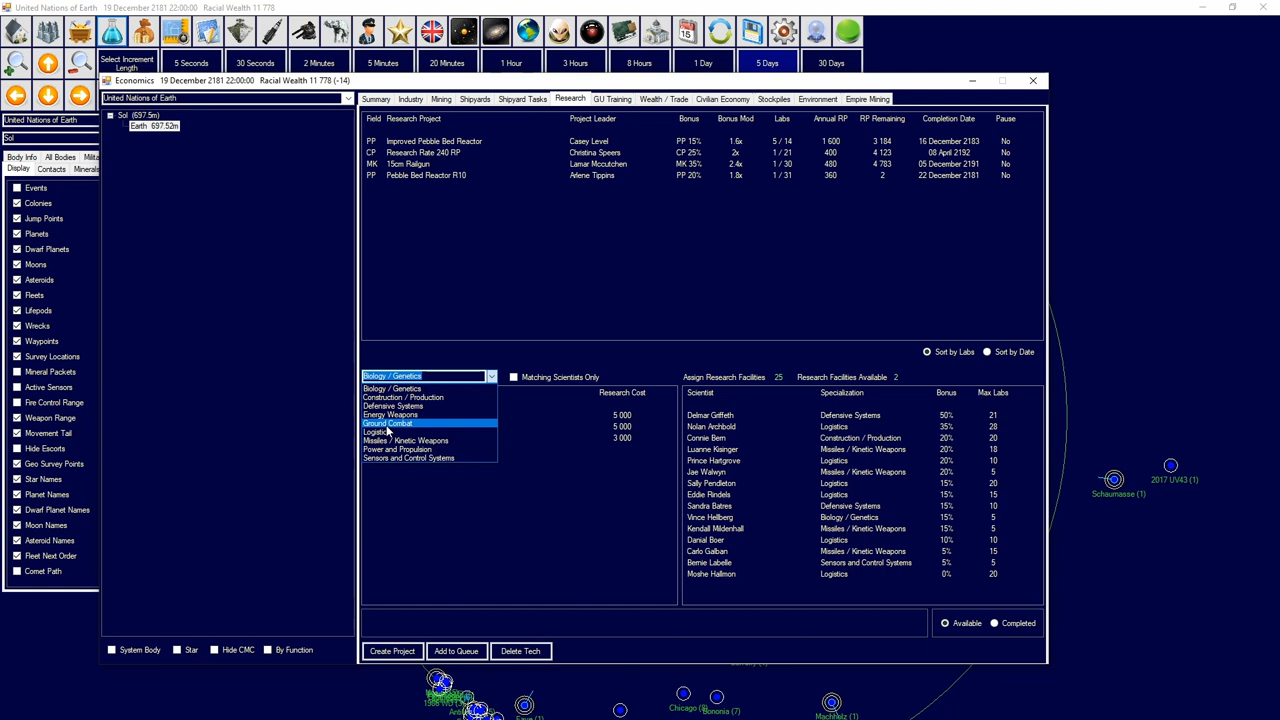 United Nations of Earth   19 December 2181 22:00:00   Racial Wealth 11 778
Select Increment Length
5 Seconds
30 Seconds
2 Minutes
5 Minutes
20 Minutes
1 Hour
3 Hours
8 Hours
1 Day
5 Days
30 Days
Economics   19 December 2181 22:00:00   Racial Wealth 11 778 (-14)
United Nations of Earth
Sol
Body Info All Bodies
Display Contacts Minerals
Events
Colonies
Jump Points
Planets
Dwarf Planets
Moons
Asteroids
Fleets
Lifepods
Wrecks
Waypoints
Survey Locations
Mineral Packets
Active Sensors
Fire Control Range
Weapon Range
Movement Tail
Hide Escorts
Geo Survey Points
Star Names
Planet Names
Dwarf Planet Names
Moon Names
Asteroid Names
Fleet Next Order
Comet Path
United Nations of Earth
Sol (697.5m)
Earth 697.52m
System Body Star Hide CMC By Function
Summary Industry Mining Shipyards Shipyard Tasks Research GU Training Wealth / Trade Civilian Economy Stockpiles Environment Empire Mining
Field Research Project Project Leader Bonus Bonus Mod Labs Annual RP RP Remaining Completion Date Pause
PP Improved Pebble Bed Reactor Casey Level PP 15% 1.6x 5 / 14 1 600 3 184 16 December 2183 No
CP Research Rate 240 RP Christina Speers CP 25% 2x 1 / 21 400 4 123 08 April 2192 No
MK 15cm Railgun Lamar Mccutchen MK 35% 2.4x 1 / 30 480 4 783 05 December 2191 No
PP Pebble Bed Reactor R10 Arlene Tippins PP 20% 1.8x 1 / 31 360 2 22 December 2181 No
Sort by Labs Sort by Date
Biology / Genetics
Matching Scientists Only
Assign Research Facilities 25 Research Facilities Available 2
Biology / Genetics
Construction / Production
Defensive Systems
Energy Weapons
Ground Combat
Logistics
Missiles / Kinetic Weapons
Power and Propulsion
Sensors and Control Systems
Research Cost
5 000
5 000
3 000
Scientist Specialization Bonus Max Labs
Delmar Griffeth Defensive Systems 50% 21
Nolan Archbold Logistics 35% 28
Connie Bern Construction / Production 20% 20
Luanne Kisinger Missiles / Kinetic Weapons 20% 18
Prince Hartgrove Logistics 20% 10
Jae Walwyn Missiles / Kinetic Weapons 20% 5
Sally Pendleton Logistics 15% 20
Eddie Rindels Logistics 15% 15
Sandra Batres Defensive Systems 15% 10
Vince Hellberg Biology / Genetics 15% 5
Kendall Mildenhall Missiles / Kinetic Weapons 15% 5
Danial Boer Logistics 10% 10
Carlo Galban Missiles / Kinetic Weapons 5% 15
Bernie Labelle Sensors and Control Systems 5% 5
Moshe Hallmon Logistics 0% 20
Available Completed
Create Project Add to Queue Delete Tech
Schaumasse (1)
2017 UV43 (1)
Bononia (7)
Machholz (1)